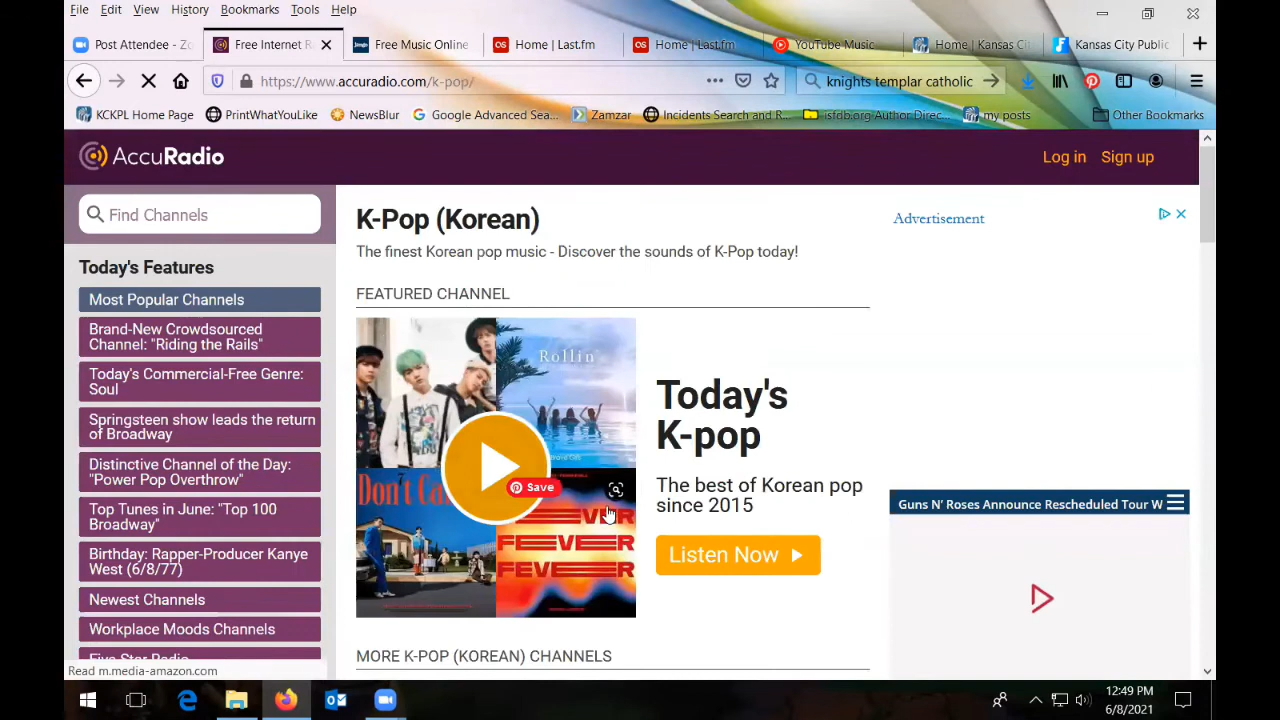 File Edit View History Bookmarks Tools Help
Post Attendee - Zo
Free Internet R
Free Music Online
Home | Last.fm
Home | Last.fm
YouTube Music
Home | Kansas Ci
Kansas City Public
https://www.accuradio.com/k-pop/
knights templar catholic
KCKPL Home Page
PrintWhatYouLike
NewsBlur
Google Advanced Sea...
Zamzar
Incidents Search and R...
isfdb.org Author Direc...
my posts
Other Bookmarks
AccuRadio
Log in
Sign up
Find Channels
Today's Features
Most Popular Channels
Brand-New Crowdsourced
Channel: "Riding the Rails"
Today's Commercial-Free Genre:
Soul
Springsteen show leads the return
of Broadway
Distinctive Channel of the Day:
"Power Pop Overthrow"
Top Tunes in June: "Top 100
Broadway"
Birthday: Rapper-Producer Kanye
West (6/8/77)
Newest Channels
Workplace Moods Channels
Five Star Radio
K-Pop (Korean)
The finest Korean pop music - Discover the sounds of K-Pop today!
FEATURED CHANNEL
Rollin'
Don't Ca
Save
FEVER
FEVER
FEVER
Today's
K-pop
The best of Korean pop
since 2015
Listen Now
MORE K-POP (KOREAN) CHANNELS
Advertisement
Guns N' Roses Announce Rescheduled Tour W
Read m.media-amazon.com
12:49 PM
6/8/2021